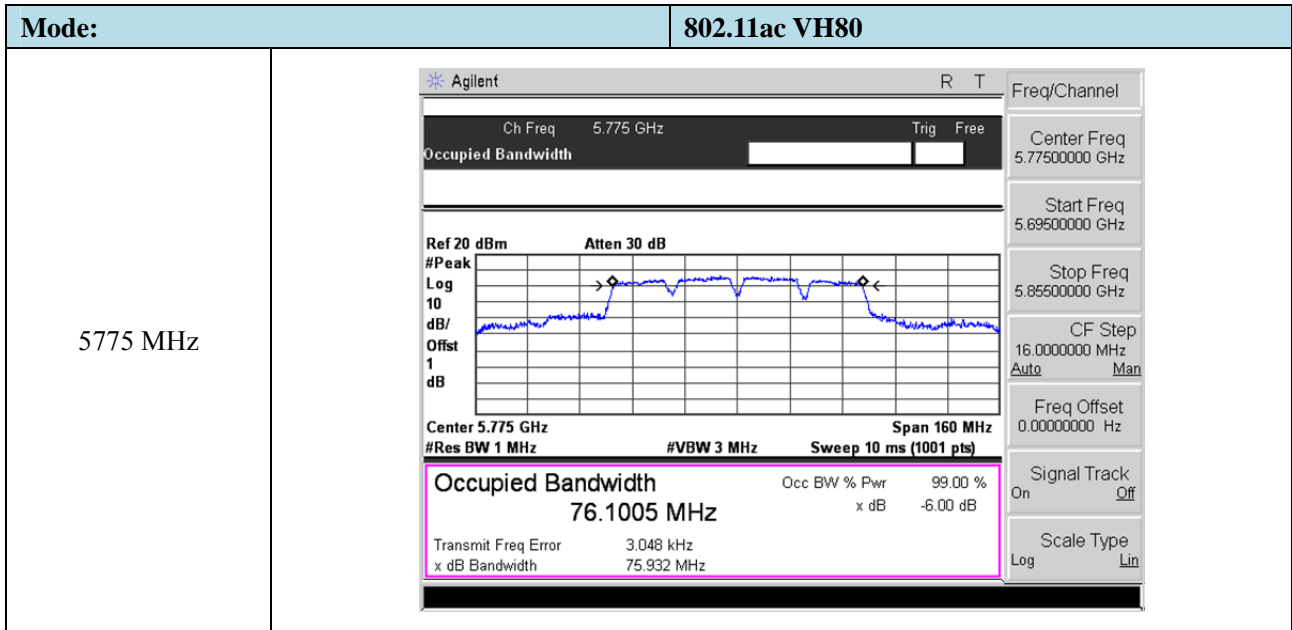 Mode: 802.11ac VH80
5775 MHz
Agilent R T
Ch Freq 5.775 GHz Trig Free
Occupied Bandwidth
Ref 20 dBm Atten 30 dB
#Peak
Log
10
dB/
Offst
1
dB
Center 5.775 GHz Span 160 MHz
#Res BW 1 MHz #VBW 3 MHz Sweep 10 ms (1001 pts)
Occupied Bandwidth Occ BW % Pwr 99.00 %
76.1005 MHz x dB -6.00 dB
Transmit Freq Error 3.048 kHz
x dB Bandwidth 75.932 MHz
Freq/Channel
Center Freq
5.77500000 GHz
Start Freq
5.69500000 GHz
Stop Freq
5.85500000 GHz
CF Step
16.0000000 MHz
Auto Man
Freq Offset
0.00000000 Hz
Signal Track
On Off
Scale Type
Log Lin